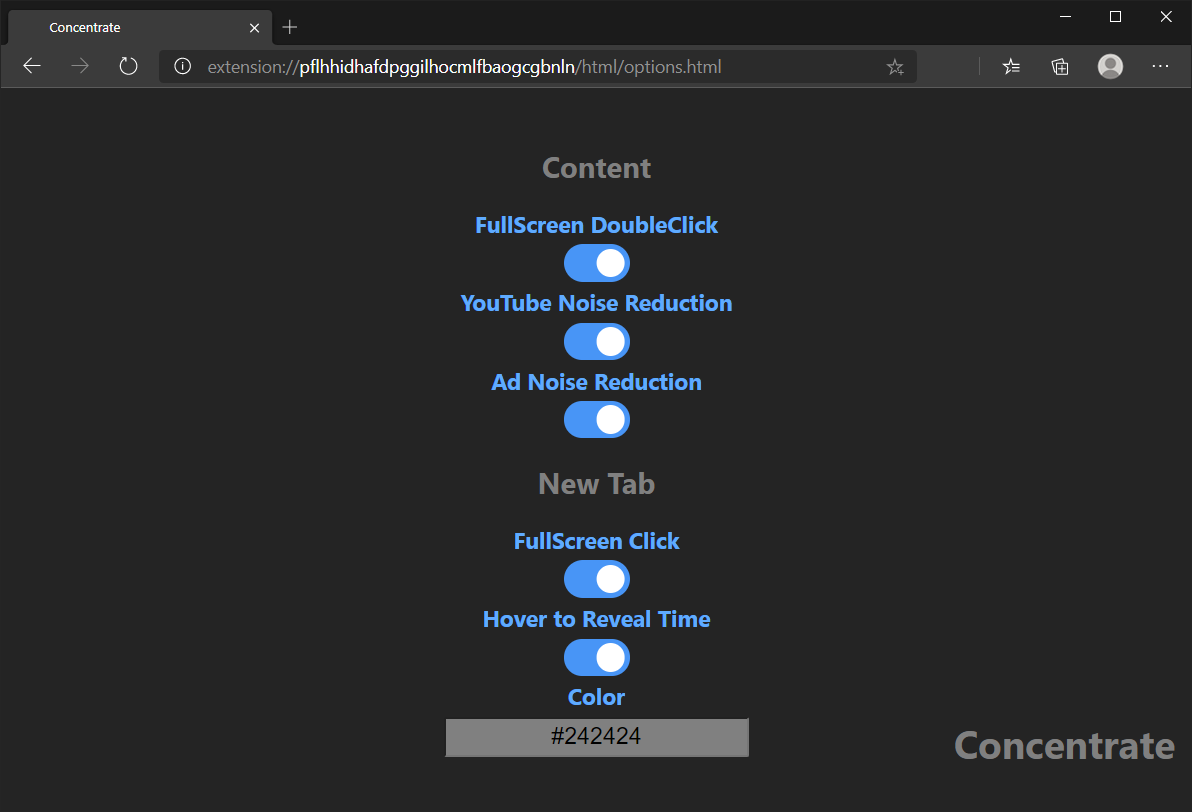 Concentrate
extension://pflhhidhafdpggilhocmlfbaogcgbnln/html/options.html
Content
FullScreen DoubleClick
YouTube Noise Reduction
Ad Noise Reduction
New Tab
FullScreen Click
Hover to Reveal Time
Color
#242424
Concentrate